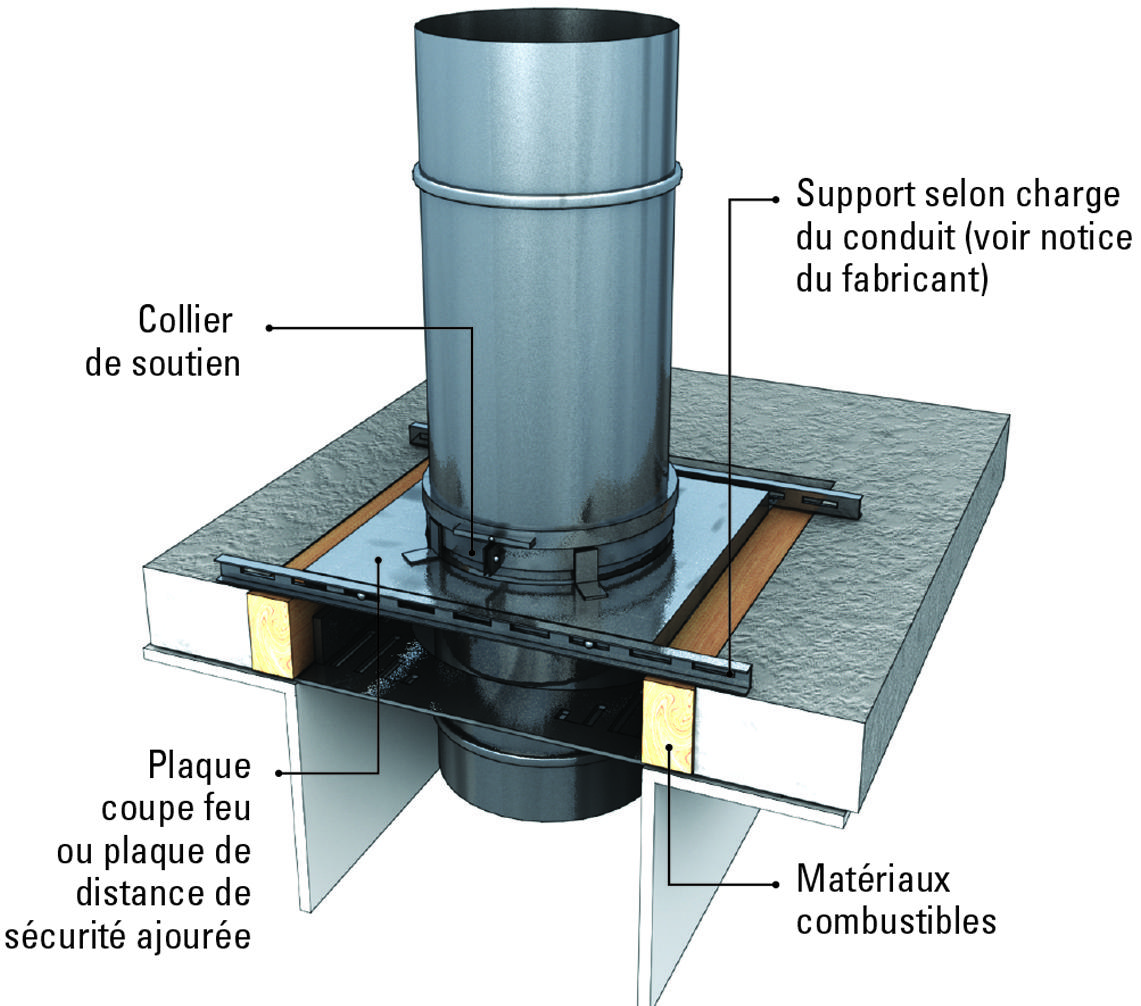 Support selon charge
du conduit (voir notice
du fabricant)
Collier
de soutien
Plaque
coupe feu
ou plaque de
distance de
sécurité ajourée
Matériaux
combustibles